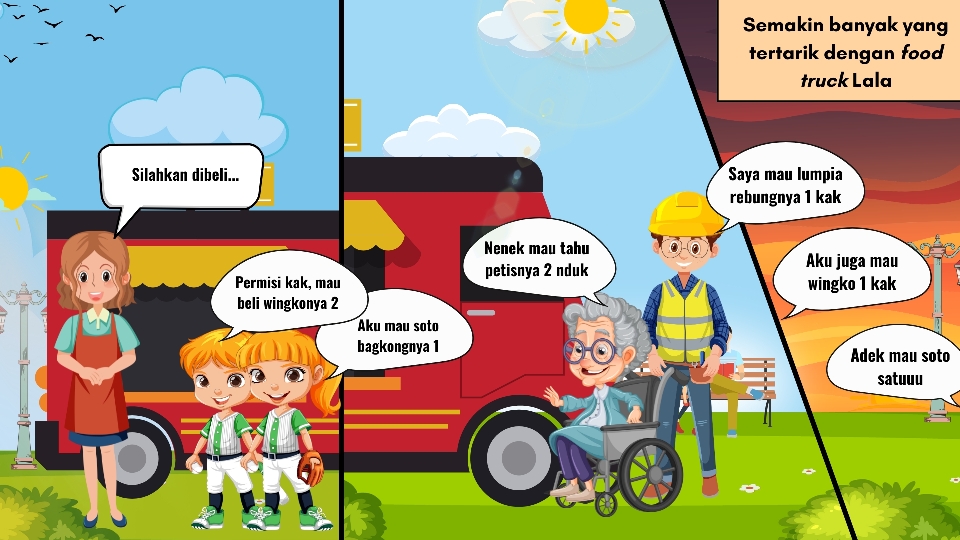 Semakin banyak yang
tertarik dengan food
truck Lala
Silahkan dibeli...
Permisi kak, mau
beli wingkonya 2
Aku mau soto
bagkongnya 1
Nenek mau tahu
petisnya 2 nduk
Saya mau lumpia
rebungnya 1 kak
Aku juga mau
wingko 1 kak
Adek mau soto
satuuu